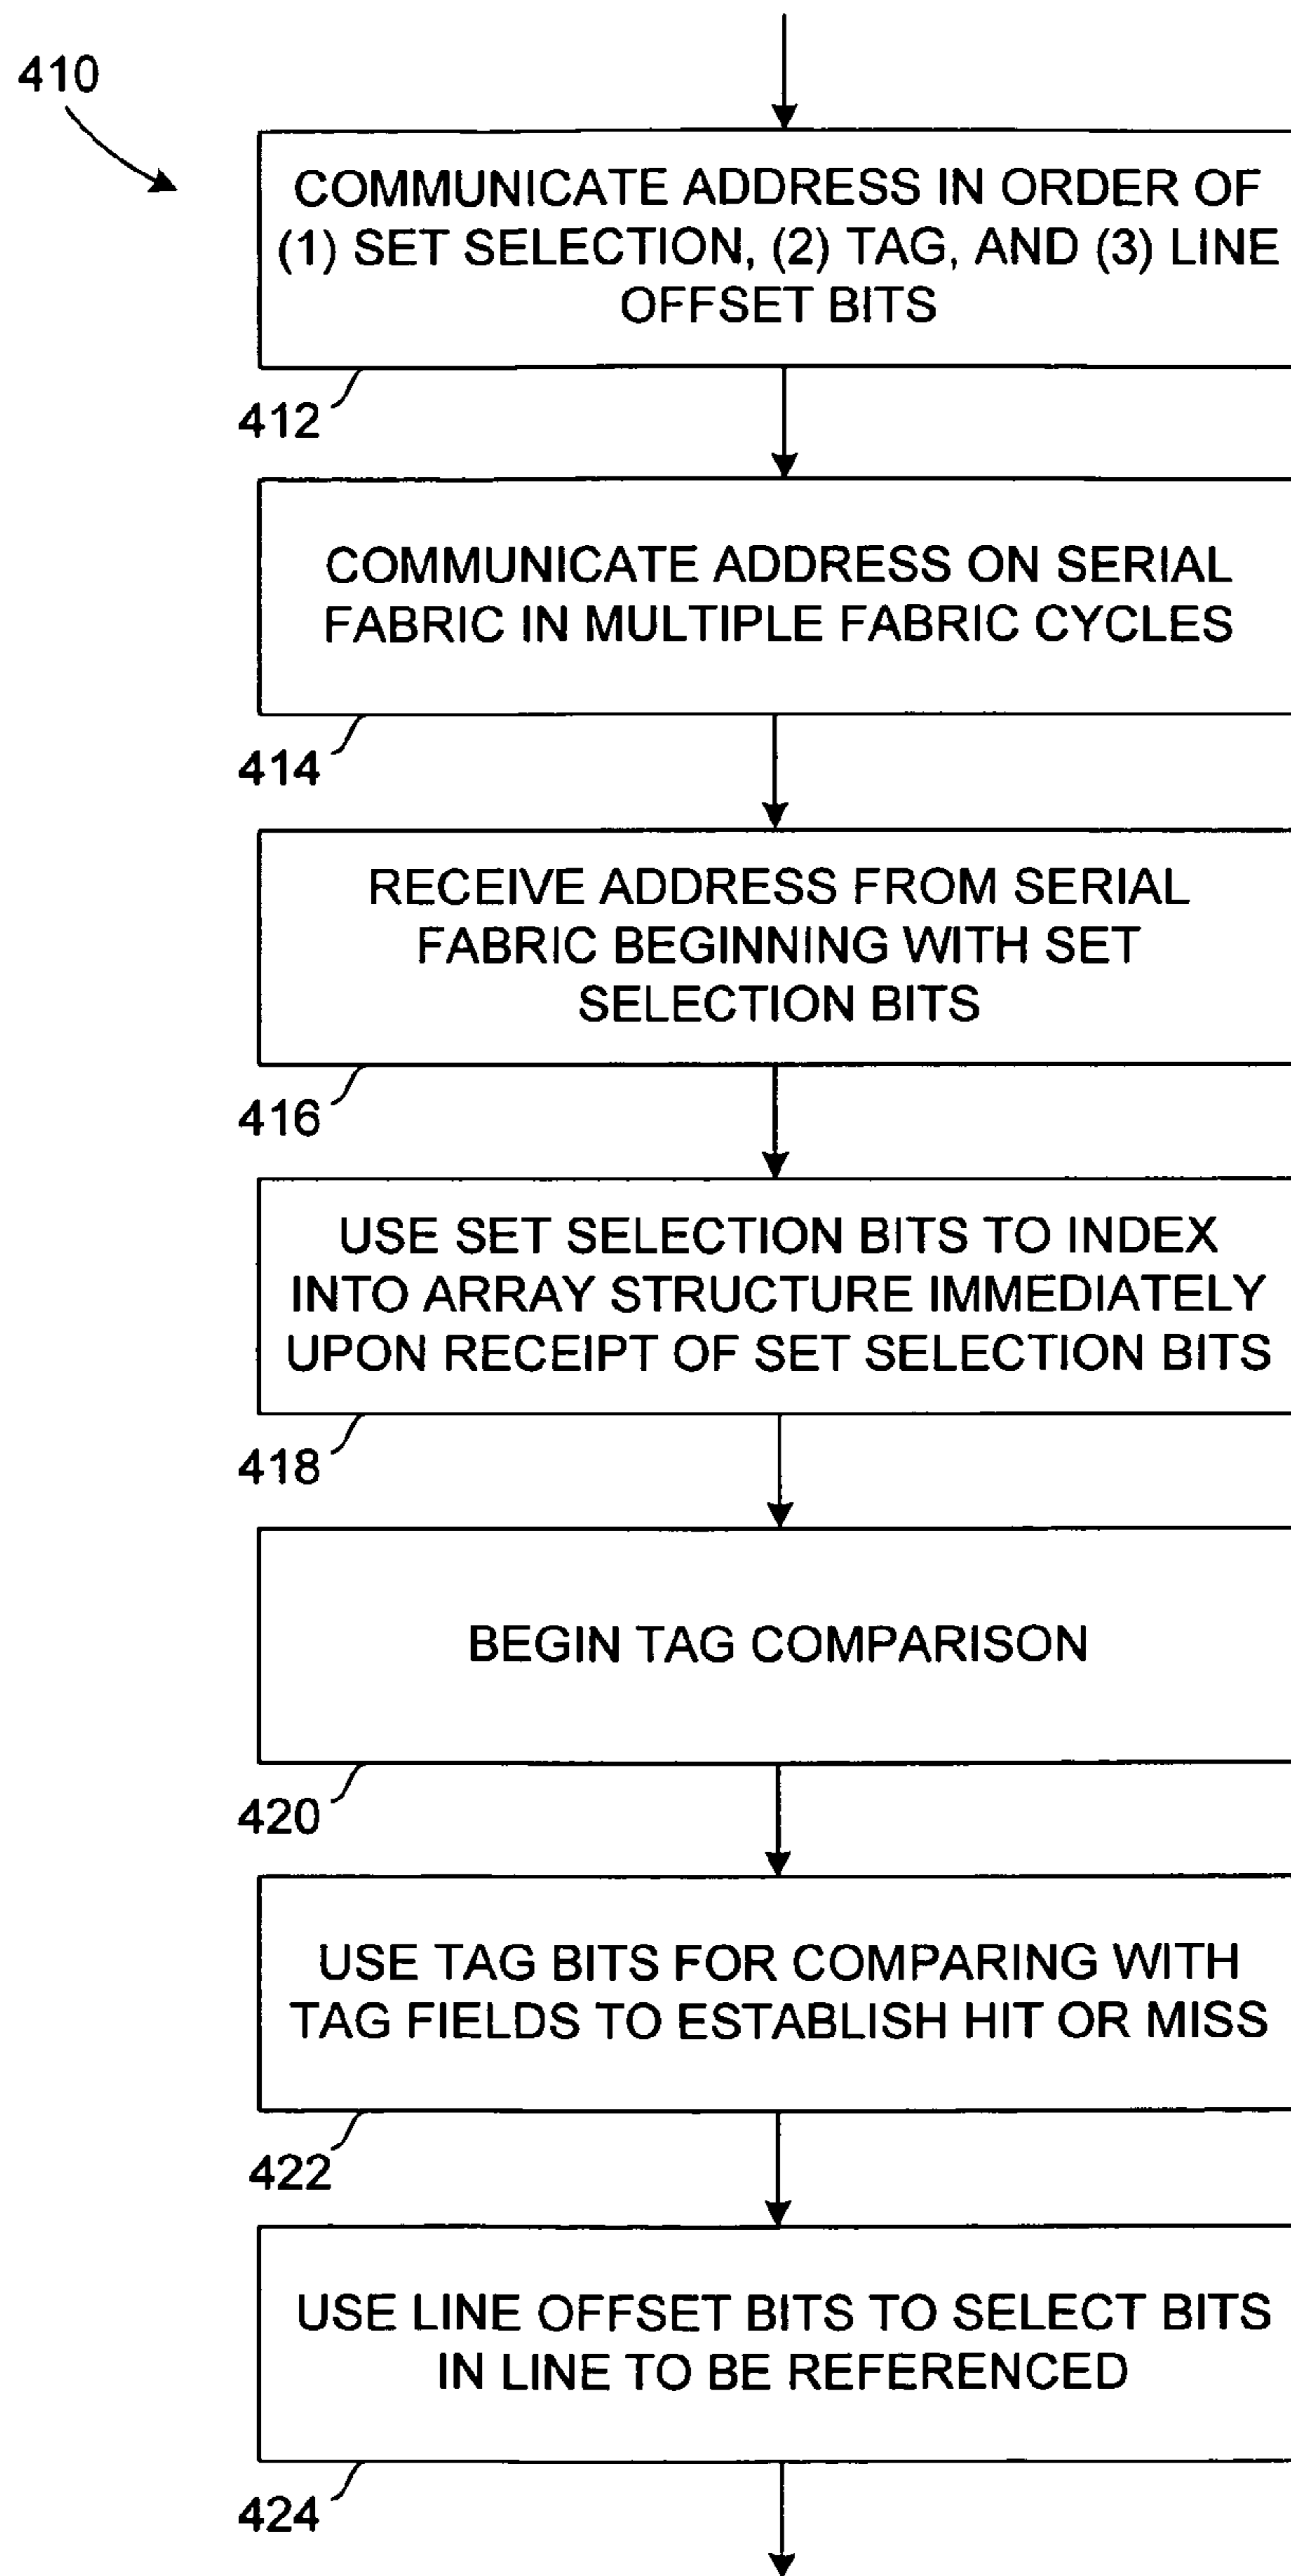 410
COMMUNICATE ADDRESS IN ORDER OF
(1) SET SELECTION, (2) TAG, AND (3) LINE
OFFSET BITS
412
COMMUNICATE ADDRESS ON SERIAL
FABRIC IN MULTIPLE FABRIC CYCLES
414
RECEIVE ADDRESS FROM SERIAL
FABRIC BEGINNING WITH SET
SELECTION BITS
416
USE SET SELECTION BITS TO INDEX
INTO ARRAY STRUCTURE IMMEDIATELY
UPON RECEIPT OF SET SELECTION BITS
418
BEGIN TAG COMPARISON
420
USE TAG BITS FOR COMPARING WITH
TAG FIELDS TO ESTABLISH HIT OR MISS
422
USE LINE OFFSET BITS TO SELECT BITS
IN LINE TO BE REFERENCED
424